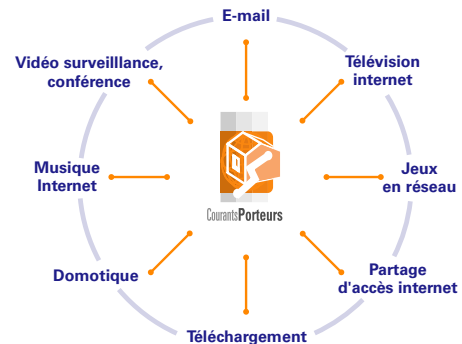 E-mail
Vidéo surveilllance,
conférence
Télévision
internet
Musique
Internet
Jeux
en réseau
CourantsPorteurs
Domotique
Partage
d'accès internet
Téléchargement